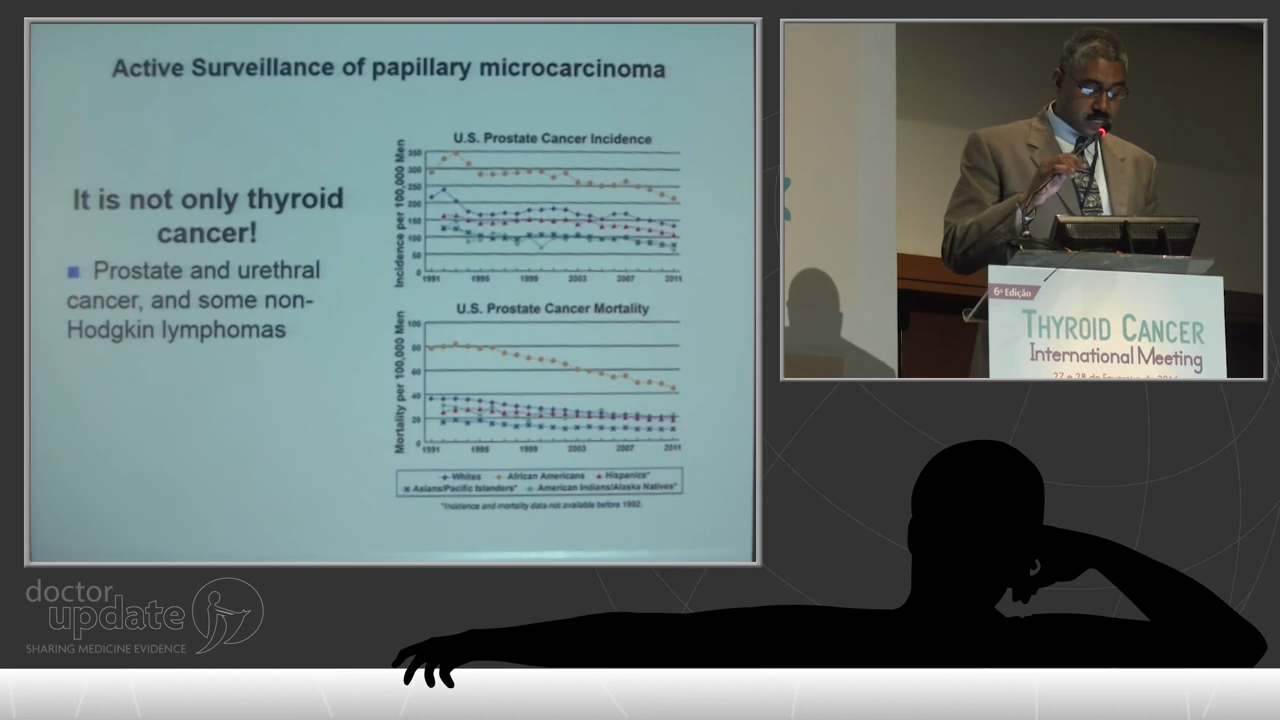 Active Surveillance of papillary microcarcinoma
It is not only thyroid
cancer!
Prostate and urethral
cancer, and some non-
Hodgkin lymphomas
U.S. Prostate Cancer Incidence
Incidence per 100,000 Men
350
300
250
200
150
100
50
0
1991 1995 1999 2003 2007 2011
U.S. Prostate Cancer Mortality
Mortality per 100,000 Men
100
60
40
20
0
1991 1995 1999 2003 2007 2011
Whites African Americans Hispanics*
Asians/Pacific Islanders* American Indians/Alaska Natives*
*Incidence and mortality data not available before 1992.
6ª Edição
THYROID CANCER
International Meeting
27 e 28 de
doctor
update
SHARING MEDICINE EVIDENCE